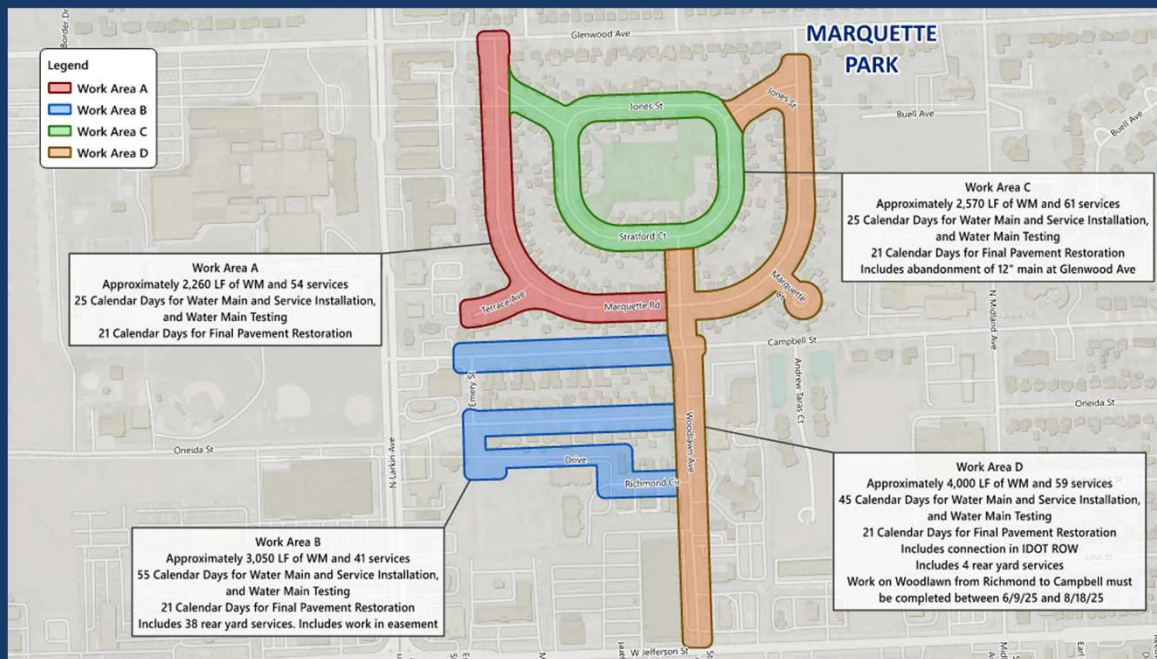 Border Dr
Glenwood Ave
MARQUETTE
PARK
Legend
Work Area A
Work Area B
Work Area C
Work Area D
Jones St
Jones St
Buell Ave
Buell Ave
Work Area C
Approximately 2,570 LF of WM and 61 services
25 Calendar Days for Water Main and Service Installation,
and Water Main Testing
21 Calendar Days for Final Pavement Restoration
Includes abandonment of 12" main at Glenwood Ave
Stratford Ct
Work Area A
Approximately 2,260 LF of WM and 54 services
25 Calendar Days for Water Main and Service Installation,
and Water Main Testing
21 Calendar Days for Final Pavement Restoration
Terrace Ave
Marquette Rd
Marquette
Ct
N Midland Ave
Campbell St
Emery St
Andrew Taras Ct
Oneida St
Oneida St
N Larkin Ave
Woodlawn Ave
Drive
Richmond Cir
Work Area D
Approximately 4,000 LF of WM and 59 services
45 Calendar Days for Water Main and Service Installation,
and Water Main Testing
21 Calendar Days for Final Pavement Restoration
Includes connection in IDOT ROW
Includes 4 rear yard services
Work on Woodlawn from Richmond to Campbell must
be completed between 6/9/25 and 8/18/25
Work Area B
Approximately 3,050 LF of WM and 41 services
55 Calendar Days for Water Main and Service Installation,
and Water Main Testing
21 Calendar Days for Final Pavement Restoration
Includes 38 rear yard services. Includes work in easement
John St
W Jefferson St